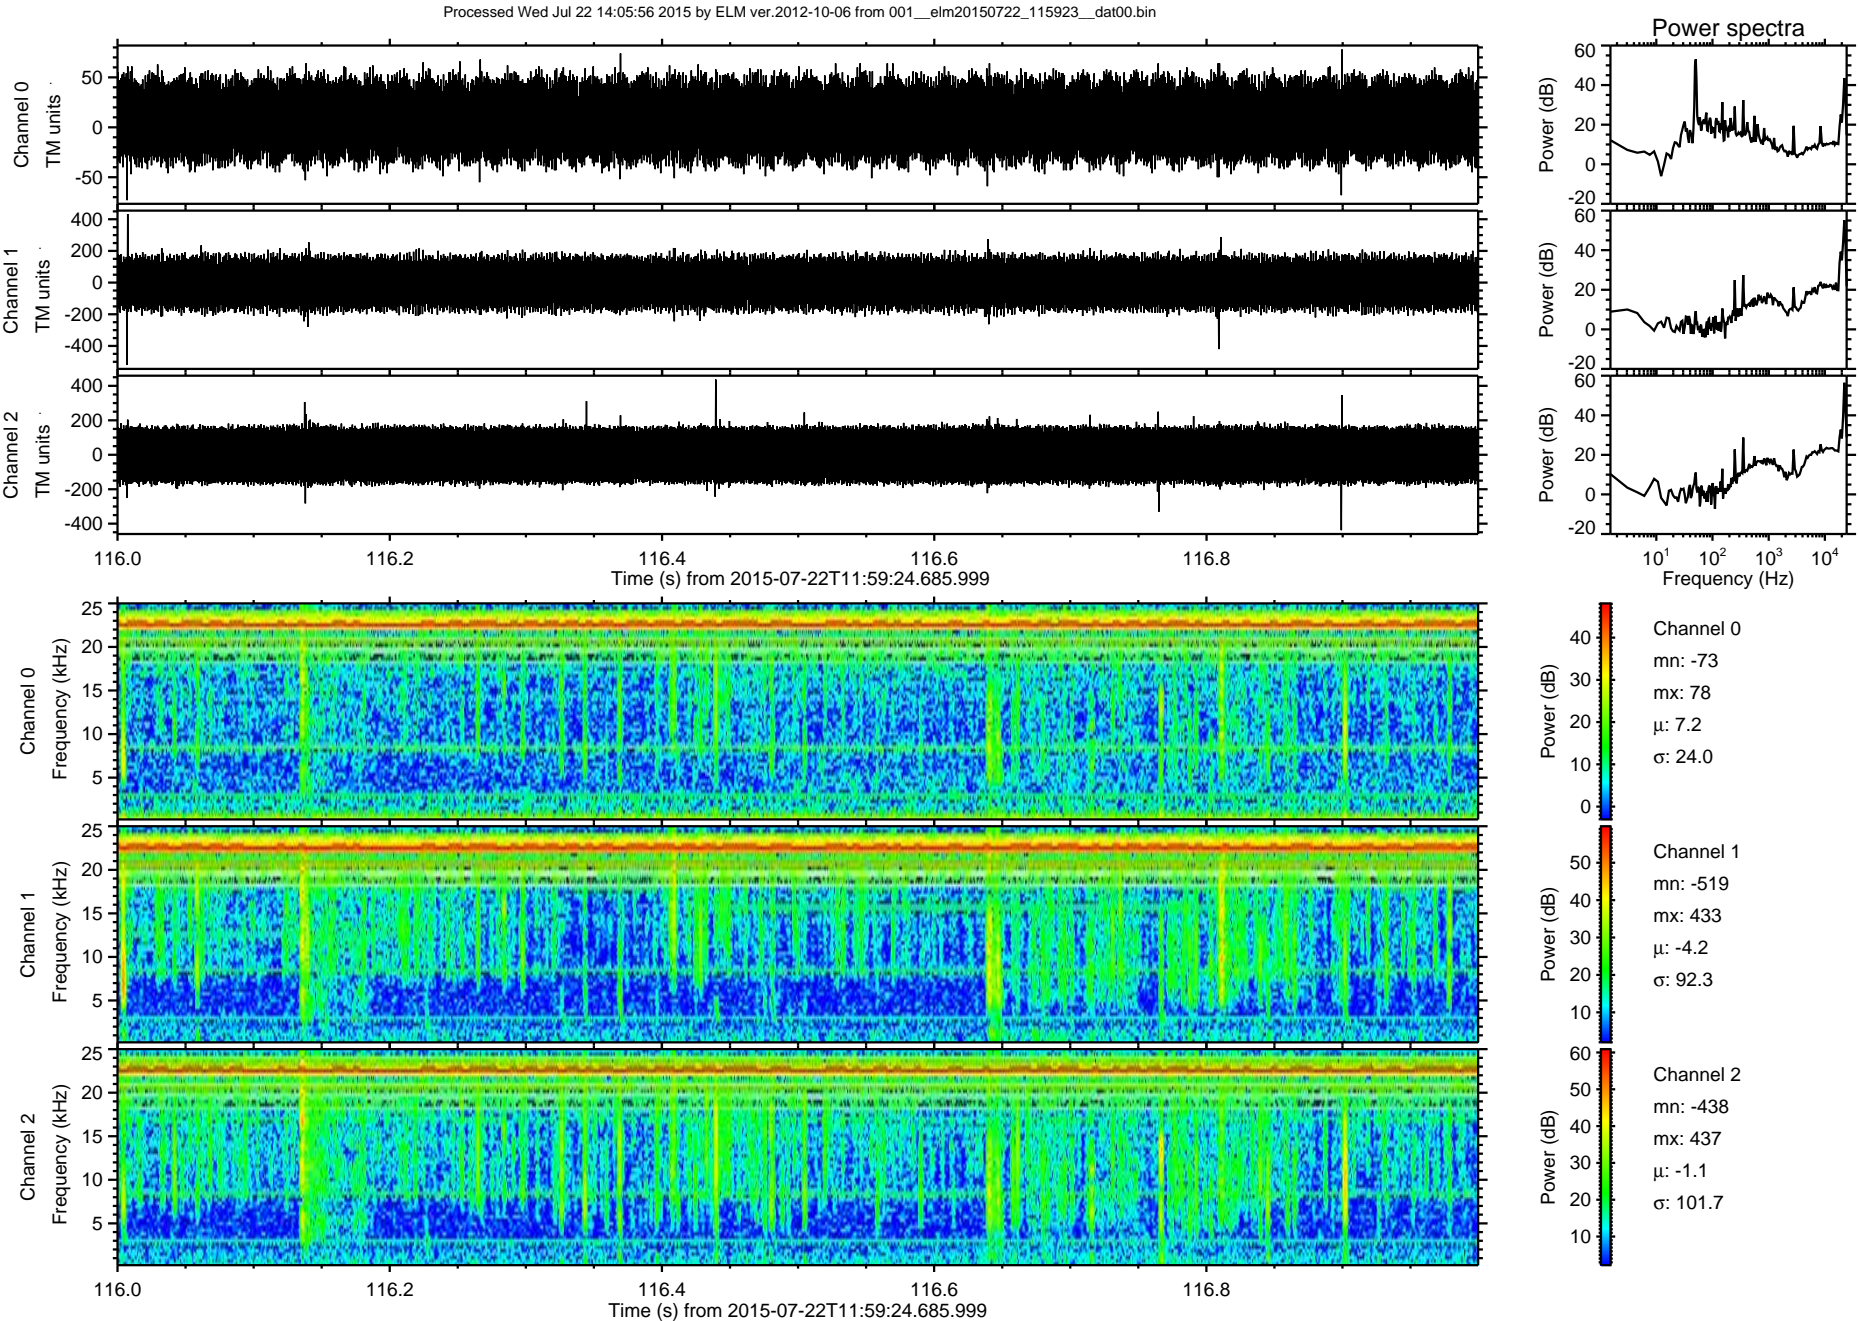 Processed Wed Jul 22 14:05:56 2015 by ELM ver.2012-10-06 from 001__elm20150722_115923__dat00.bin
Power spectra
Channel 0
TM units
50
0
-50
Power (dB)
60
40
20
0
-20
Channel 1
TM units
400
200
0
-200
-400
Power (dB)
60
40
20
0
-20
Channel 2
TM units
400
200
0
-200
-400
Power (dB)
60
40
20
0
-20
116.0 116.2 116.4 116.6 116.8
Time (s) from 2015-07-22T11:59:24.685.999
10¹ 10² 10³ 10⁴
Frequency (Hz)
Channel 0
Frequency (kHz)
25
20
15
10
5
Power (dB)
40
30
20
10
0
Channel 0
mn: -73
mx: 78
μ: 7.2
σ: 24.0
Channel 1
Frequency (kHz)
25
20
15
10
5
Power (dB)
50
40
30
20
10
Channel 1
mn: -519
mx: 433
μ: -4.2
σ: 92.3
Channel 2
Frequency (kHz)
25
20
15
10
5
Power (dB)
60
50
40
30
20
10
Channel 2
mn: -438
mx: 437
μ: -1.1
σ: 101.7
116.0 116.2 116.4 116.6 116.8
Time (s) from 2015-07-22T11:59:24.685.999